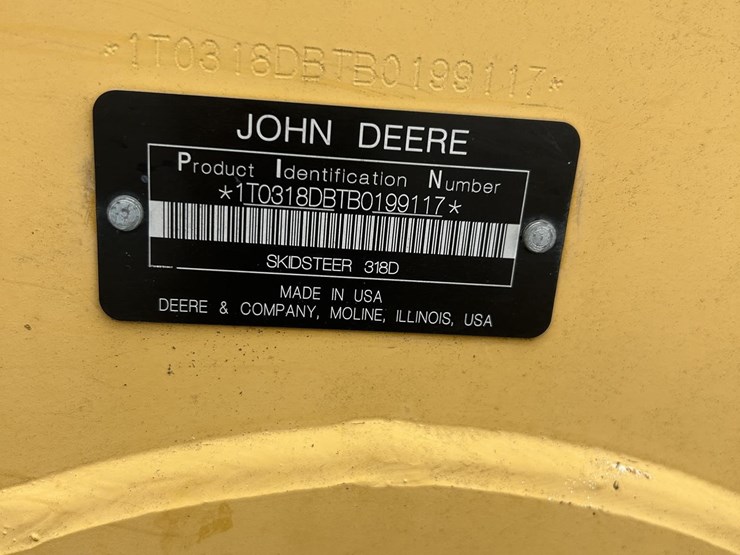 *1T0318DBTB0199117*
JOHN DEERE
Product Identification Number
*1T0318DBTB0199117*
SKIDSTEER 318D
MADE IN USA
DEERE & COMPANY, MOLINE, ILLINOIS, USA